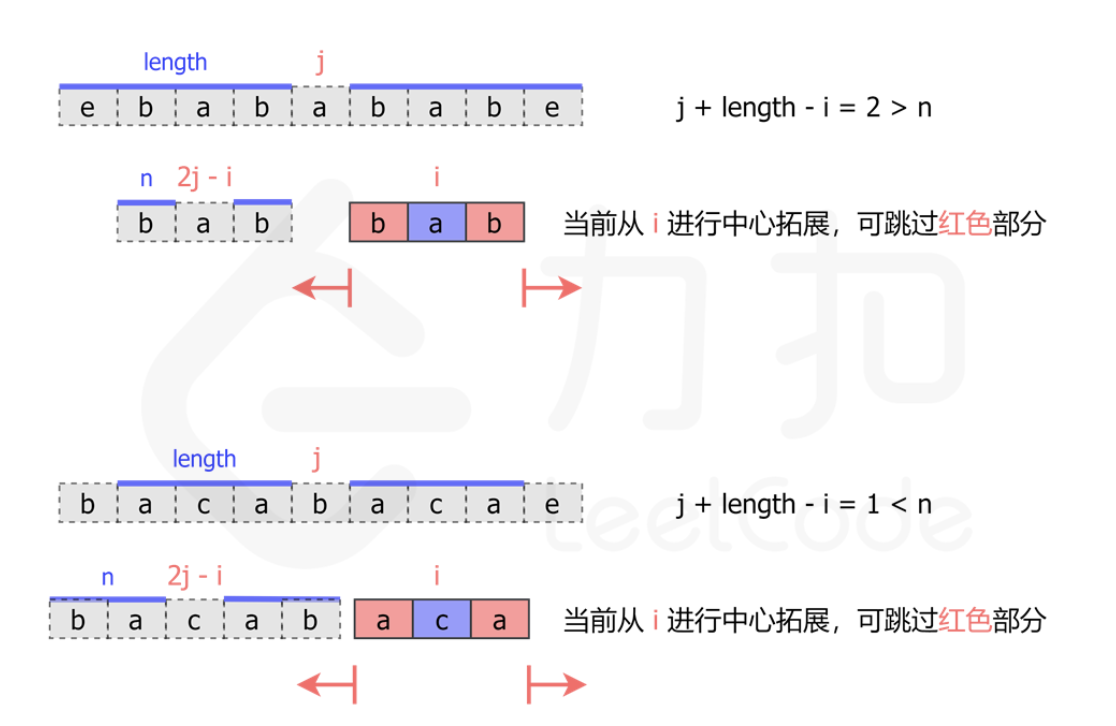 length j
e b a b a b a b e j + length - i = 2 > n
n 2j - i i
b a b b a b 当前从 i 进行中心拓展，可跳过红色部分
力扣
length j
b a c a b a c a e j + length - i = 1 < n
LeetCode
n 2j - i i
b a c a b a c a 当前从 i 进行中心拓展，可跳过红色部分